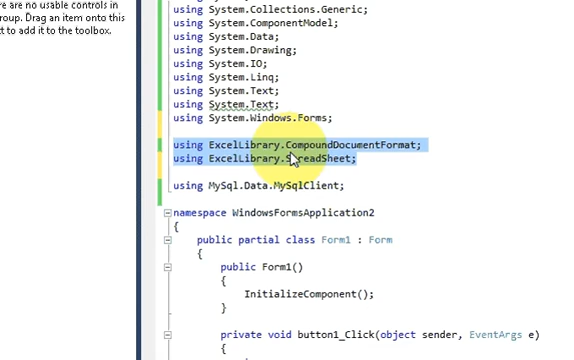 re are no usable controls in
group. Drag an item onto this
t to add it to the toolbox.
using System.Collections.Generic;
using System.ComponentModel;
using System.Data;
using System.Drawing;
using System.IO;
using System.Linq;
using System.Text;
using System.Text;
using System.Windows.Forms;
using ExcelLibrary.CompoundDocumentFormat;
using ExcelLibrary.SpreadSheet;
using MySql.Data.MySqlClient;
namespace WindowsFormsApplication2
{
public partial class Form1 : Form
{
public Form1()
{
InitializeComponent();
}
private void button1_Click(object sender, EventArgs e)
{